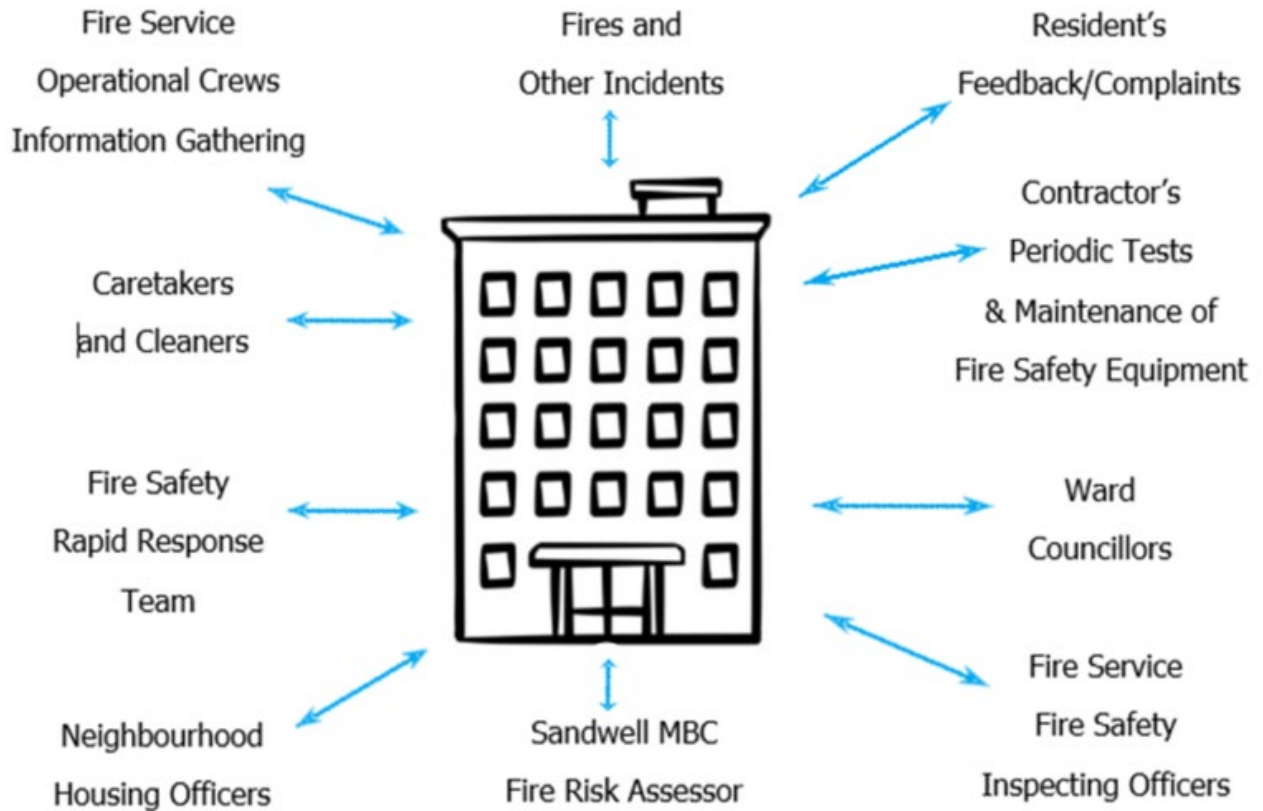 Fire Service
Operational Crews
Information Gathering
Fires and
Other Incidents
Resident's
Feedback/Complaints
Contractor's
Periodic Tests
& Maintenance of
Fire Safety Equipment
Caretakers
and Cleaners
Fire Safety
Rapid Response
Team
Ward
Councillors
Neighbourhood
Housing Officers
Sandwell MBC
Fire Risk Assessor
Fire Service
Fire Safety
Inspecting Officers